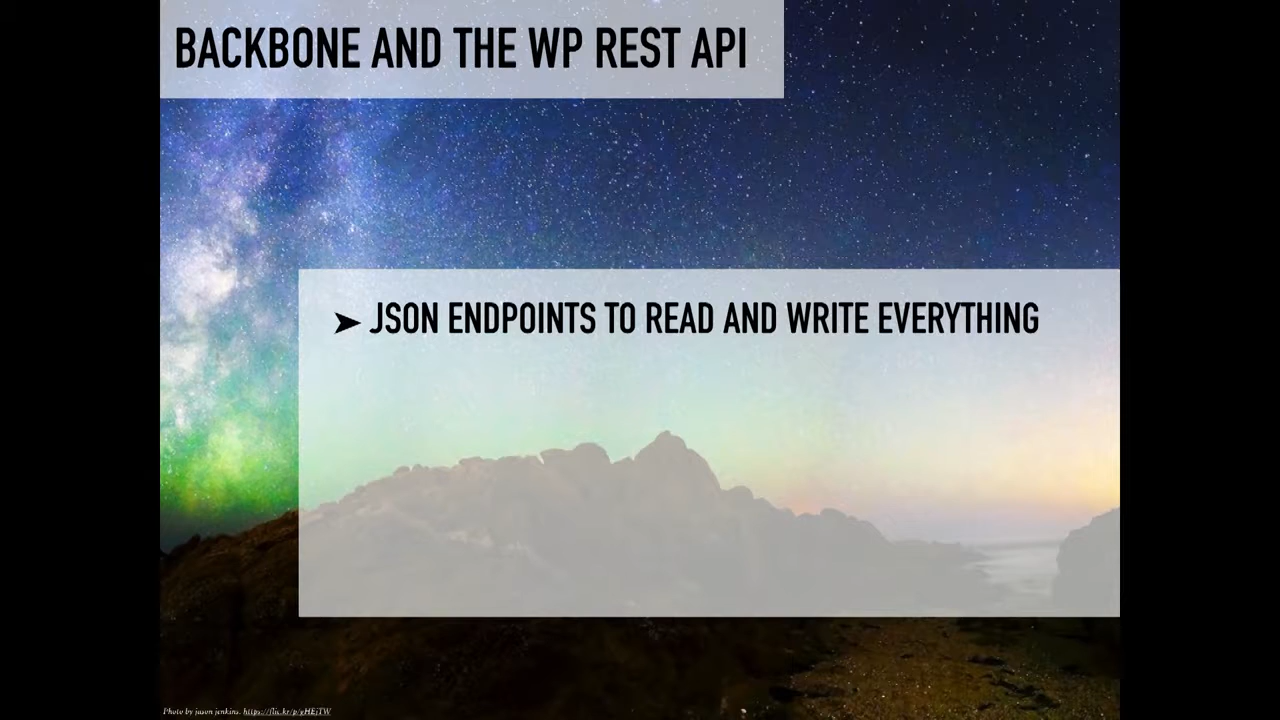 BACKBONE AND THE WP REST API
➤ JSON ENDPOINTS TO READ AND WRITE EVERYTHING
Photo by jason jenkins. https://flic.kr/p/yHEjTW